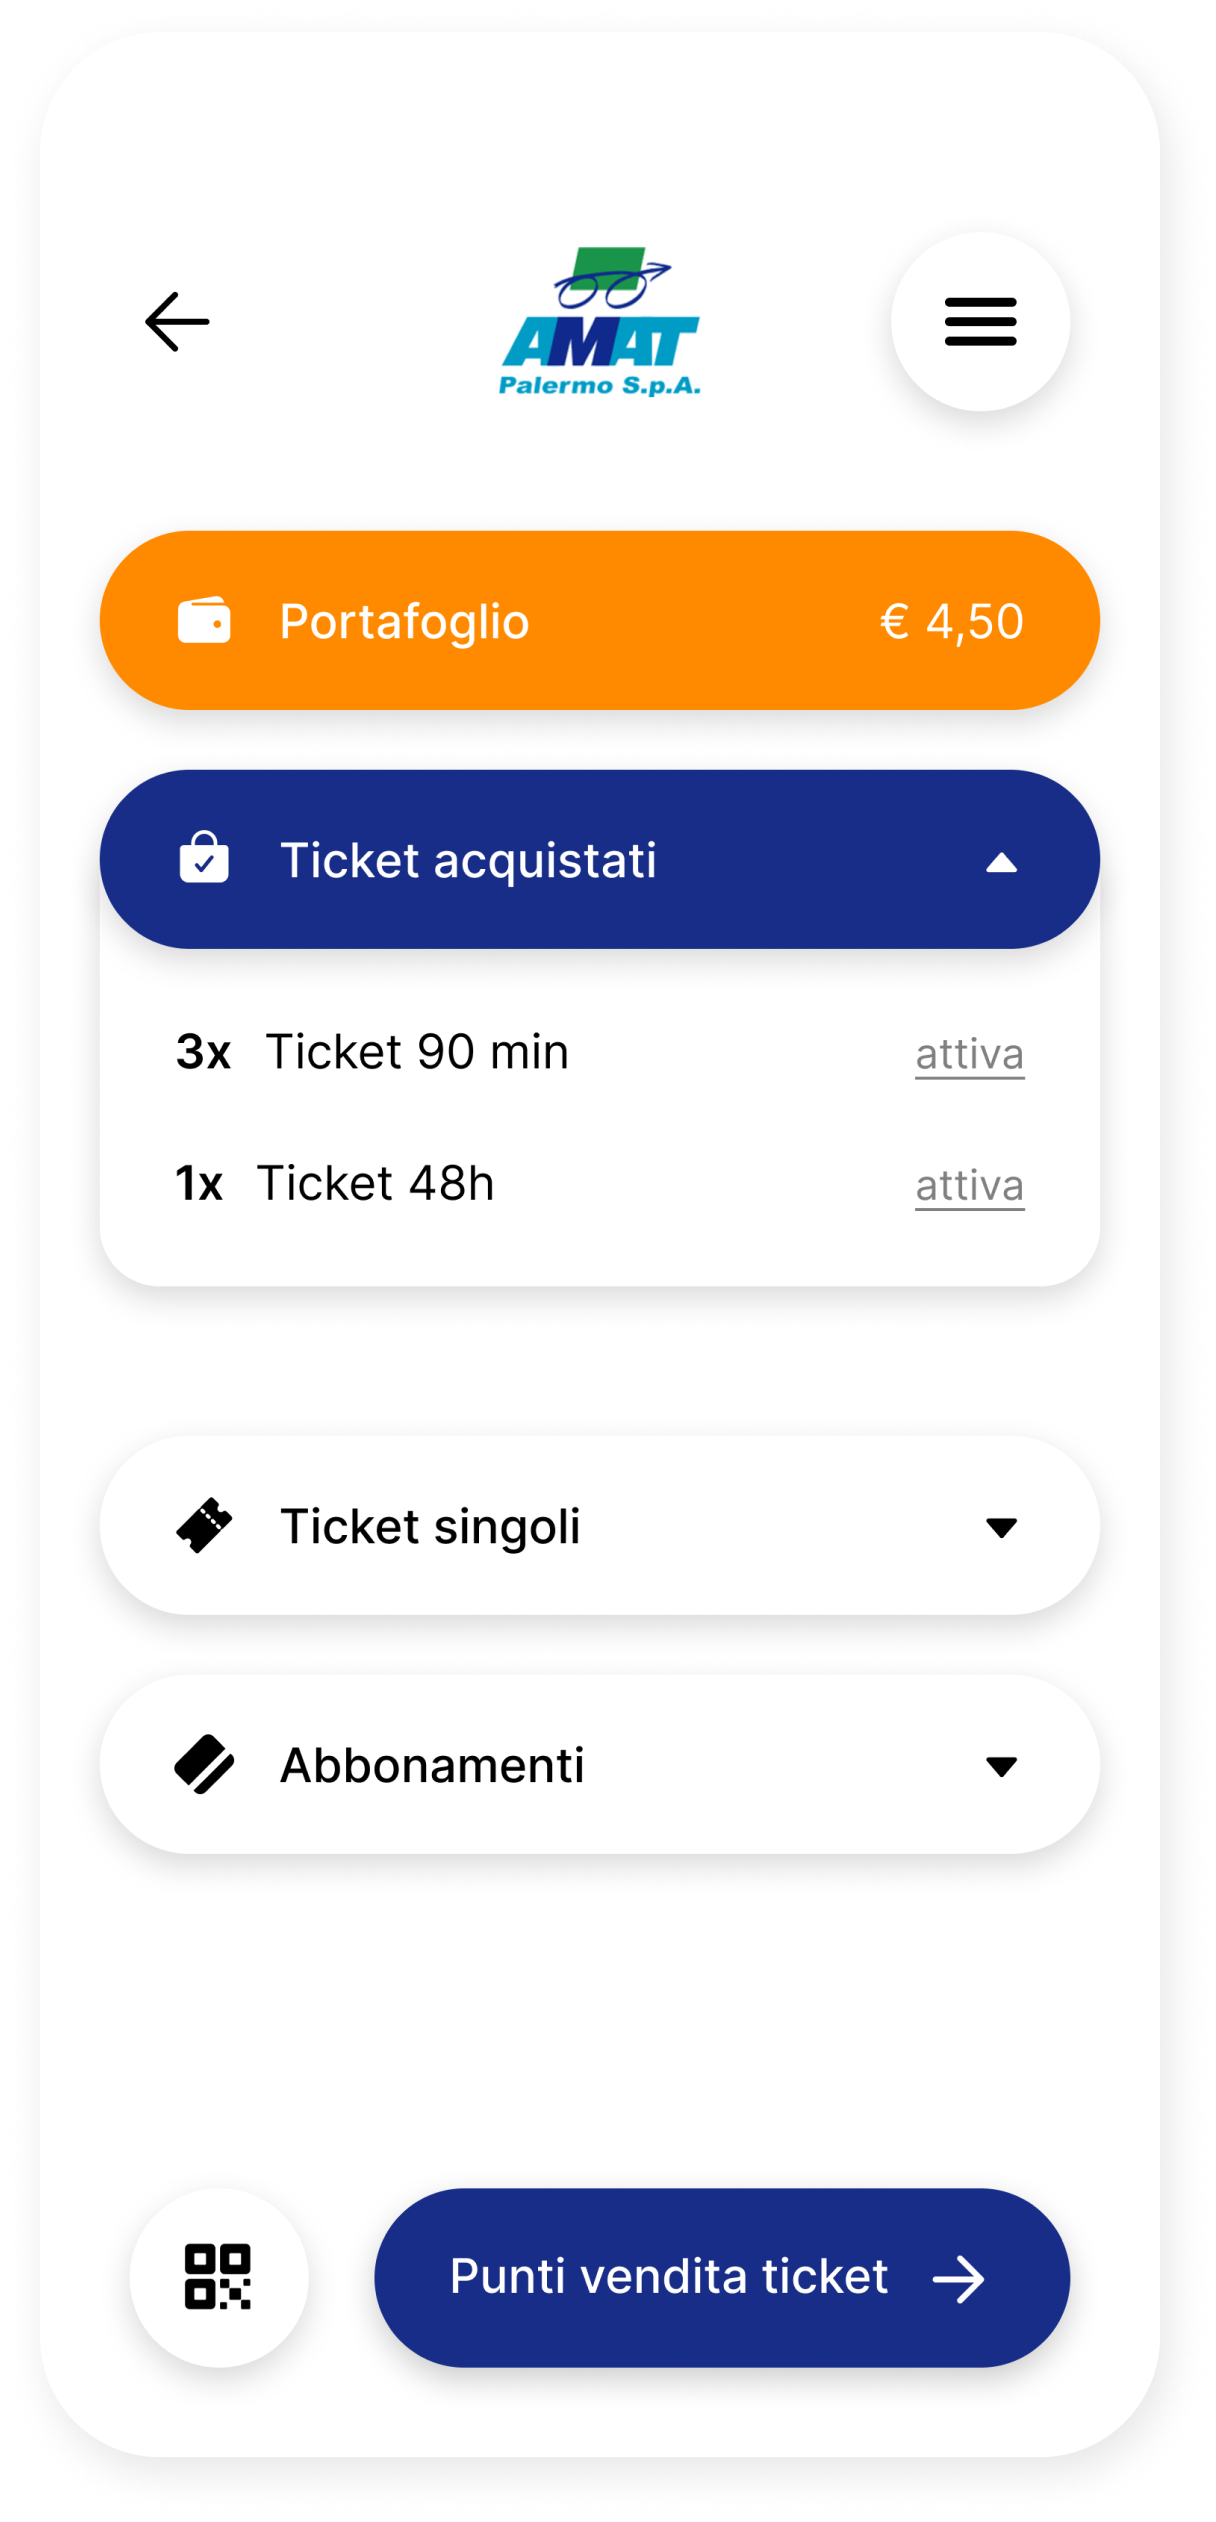 AMAT
Palermo S.p.A.
Portafoglio € 4,50
Ticket acquistati
3x Ticket 90 min attiva
1x Ticket 48h attiva
Ticket singoli
Abbonamenti
Punti vendita ticket